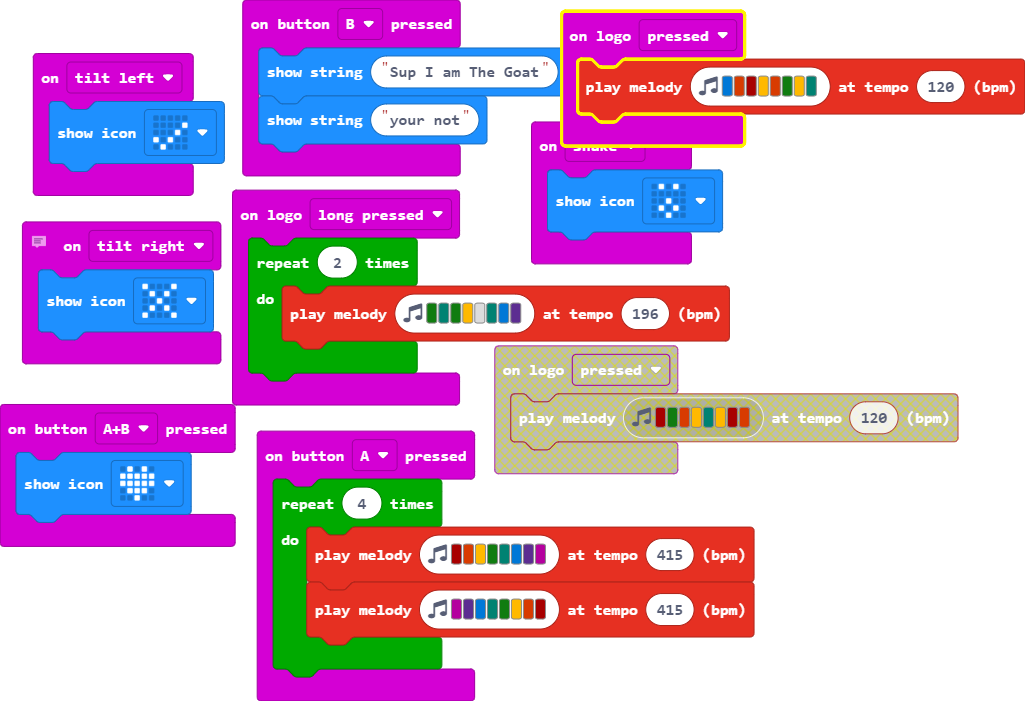 on tilt left
show icon
on button B pressed
show string "Sup I am The Goat"
show string "your not"
on logo pressed
play melody at tempo 120 (bpm)
on
show icon
on tilt right
show icon
on logo long pressed
repeat 2 times
do
play melody at tempo 196 (bpm)
on logo pressed
play melody at tempo 120 (bpm)
on button A+B pressed
show icon
on button A pressed
repeat 4 times
do
play melody at tempo 415 (bpm)
play melody at tempo 415 (bpm)